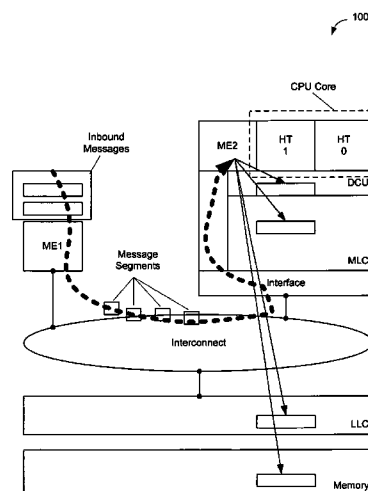 100
CPU Core
Inbound
Messages
ME2
HT
1
HT
0
DCU
ME1
Message
Segments
MLC
Interface
Interconnect
LLC
Memory